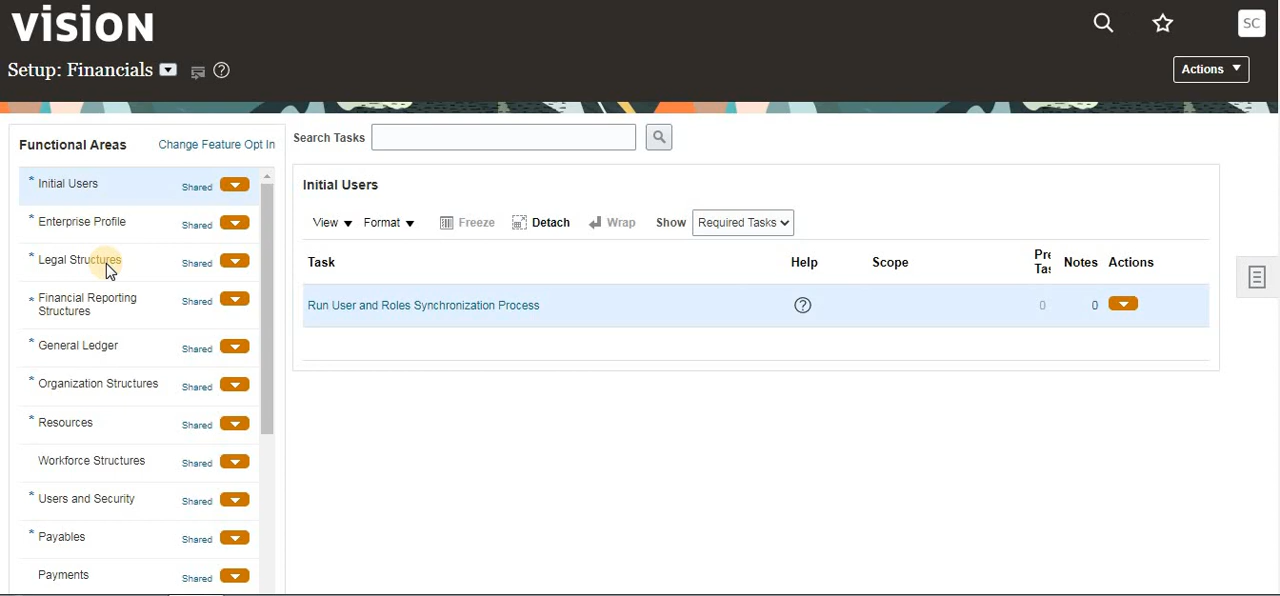 vision
SC
Setup: Financials
Actions
Functional Areas
Change Feature Opt In
* Initial Users Shared
* Enterprise Profile Shared
* Legal Structures Shared
* Financial Reporting Structures Shared
* General Ledger Shared
* Organization Structures Shared
* Resources Shared
Workforce Structures Shared
* Users and Security Shared
* Payables Shared
Payments Shared
Search Tasks
Initial Users
View Format Freeze Detach Wrap Show Required Tasks
Task Help Scope Pre Tas Notes Actions
Run User and Roles Synchronization Process ? 0 0